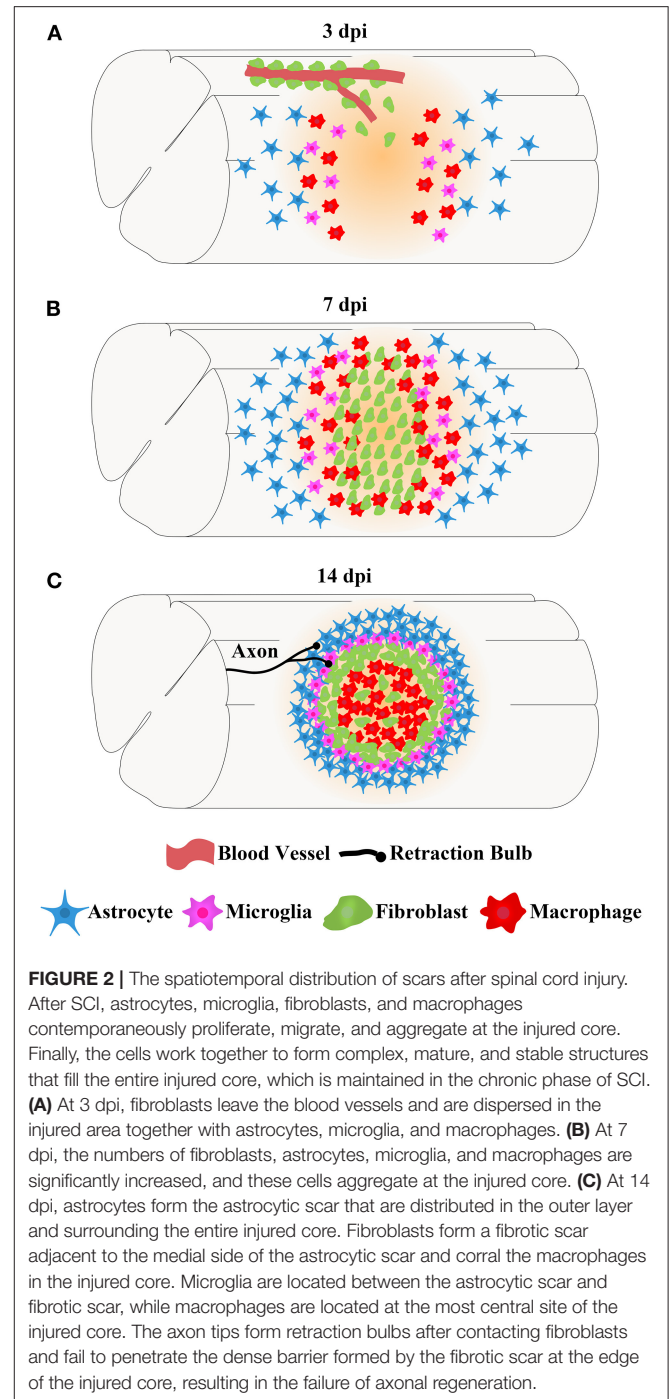 A
3 dpi
B
7 dpi
C
14 dpi
Axon
Blood Vessel Retraction Bulb
Astrocyte Microglia Fibroblast Macrophage
FIGURE 2 | The spatiotemporal distribution of scars after spinal cord injury.
After SCI, astrocytes, microglia, fibroblasts, and macrophages
contemporaneously proliferate, migrate, and aggregate at the injured core.
Finally, the cells work together to form complex, mature, and stable structures
that fill the entire injured core, which is maintained in the chronic phase of SCI.
(A) At 3 dpi, fibroblasts leave the blood vessels and are dispersed in the
injured area together with astrocytes, microglia, and macrophages. (B) At 7
dpi, the numbers of fibroblasts, astrocytes, microglia, and macrophages are
significantly increased, and these cells aggregate at the injured core. (C) At 14
dpi, astrocytes form the astrocytic scar that are distributed in the outer layer
and surrounding the entire injured core. Fibroblasts form a fibrotic scar
adjacent to the medial side of the astrocytic scar and corral the macrophages
in the injured core. Microglia are located between the astrocytic scar and
fibrotic scar, while macrophages are located at the most central site of the
injured core. The axon tips form retraction bulbs after contacting fibroblasts
and fail to penetrate the dense barrier formed by the fibrotic scar at the edge
of the injured core, resulting in the failure of axonal regeneration.